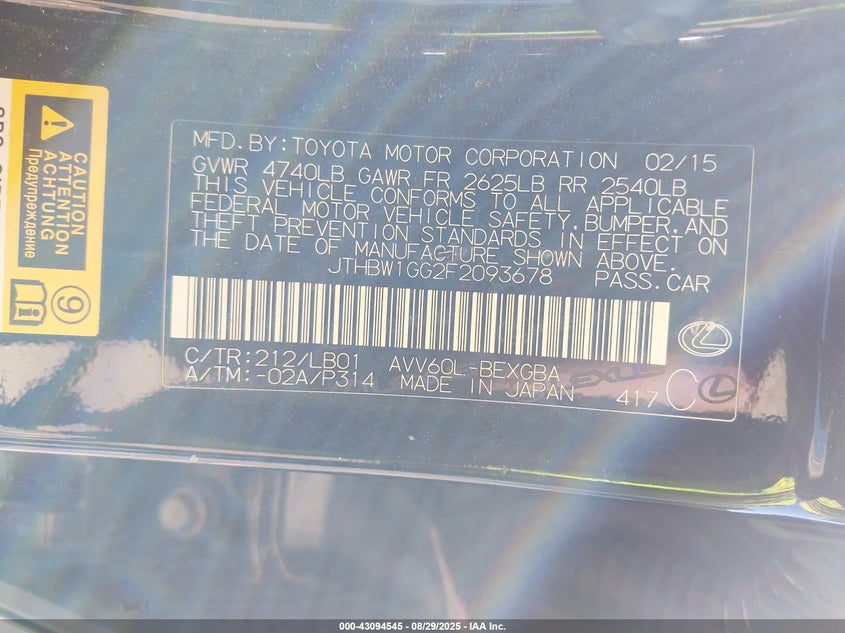 CAUTION
ATTENTION
ACHTUNG
Предупреждение
9
MFD.BY:TOYOTA MOTOR CORPORATION 02/15
GVWR 4740LB GAWR FR 2625LB RR 2540LB
THIS VEHICLE CONFORMS TO ALL APPLICABLE
FEDERAL MOTOR VEHICLE SAFETY,BUMPER,AND
THEFT PREVENTION STANDARDS IN EFFECT ON
THE DATE OF MANUFACTURE SHOWN ABOVE.
JTHBW1GG2F2093678 PASS.CAR
C/TR:212/LB01 AVV60L-BEXGBA
A/TM:-02A/P314 MADE IN JAPAN 417 C
000-43094545 - 08/29/2025 - IAA Inc.